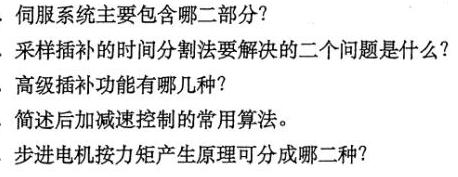 . 伺服系统主要包含哪二部分?
. 采样插补的时间分割法要解决的二个问题是什么?
. 高级插补功能有哪几种?
. 简述后加减速控制的常用算法。
. 步进电机按力矩产生原理可分成哪二种?